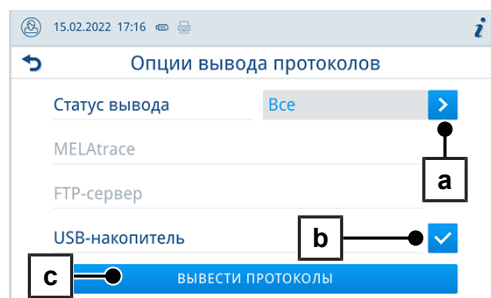 15.02.2022 17:16 i
Опции вывода протоколов
Статус вывода Все
MELAtrace
a
FTP-сервер
USB-накопитель b
c ВЫВЕСТИ ПРОТОКОЛЫ